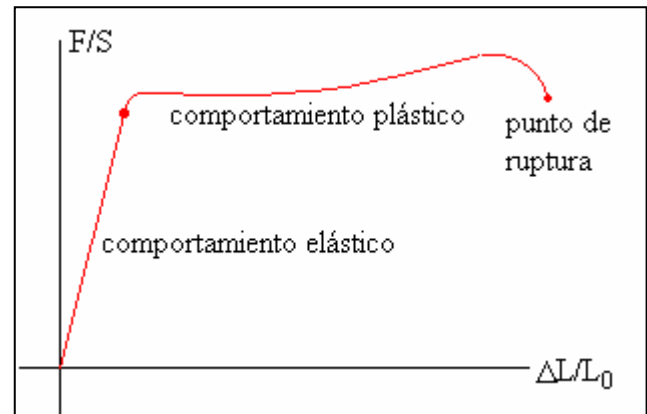 F/S
comportamiento plástico
punto de
ruptura
comportamiento elástico
ΔL/L₀